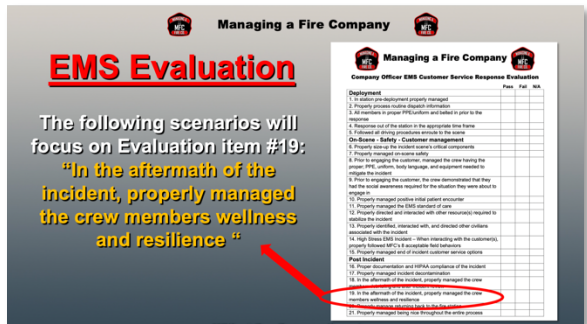 Managing a Fire Company
EMS Evaluation
The following scenarios will
focus on Evaluation item #19:
“In the aftermath of the
incident, properly managed
the crew members wellness
and resilience “
MFC
Managing a Fire Company
MFC
Company Officer EMS Customer Service Response Evaluation
Pass Fail N/A
Deployment
1. In station pre-deployment properly managed
2. Properly process routine dispatch information
3. All members in proper PPE/uniform and belted in prior to the
response
4. Response out of the station in the appropriate time frame
5. Followed all driving procedures enroute to the scene
On-Scene - Safety - Customer management
6. Properly size-up the incident scene's critical components
7. Properly managed on-scene safety
8. Prior to engaging the customer, managed the crew having the
proper; PPE, uniform, body language, and equipment needed to
mitigate the incident
9. Prior to engaging the customer, the crew demonstrated that they
had the social awareness required for the situation they were about to
engage in
10. Properly managed positive initial patient encounter
11. Properly managed the EMS standard of care
12. Properly directed and interacted with other resource(s) required to
stabilize the incident
13. Properly identified, interacted with, and directed other civilians
associated with the incident
14. High Stress EMS Incident – When interacting with the customer(s),
properly followed MFC's 8 acceptable field behaviors
15. Properly managed end of incident customer service options
Post Incident
16. Proper documentation and HIPAA compliance of the incident
17. Properly managed incident decontamination
18. In the aftermath of the incident, properly managed the crew
19. In the aftermath of the incident, properly managed the crew
members wellness and resilience
21. Properly managed being nice throughout the entire process